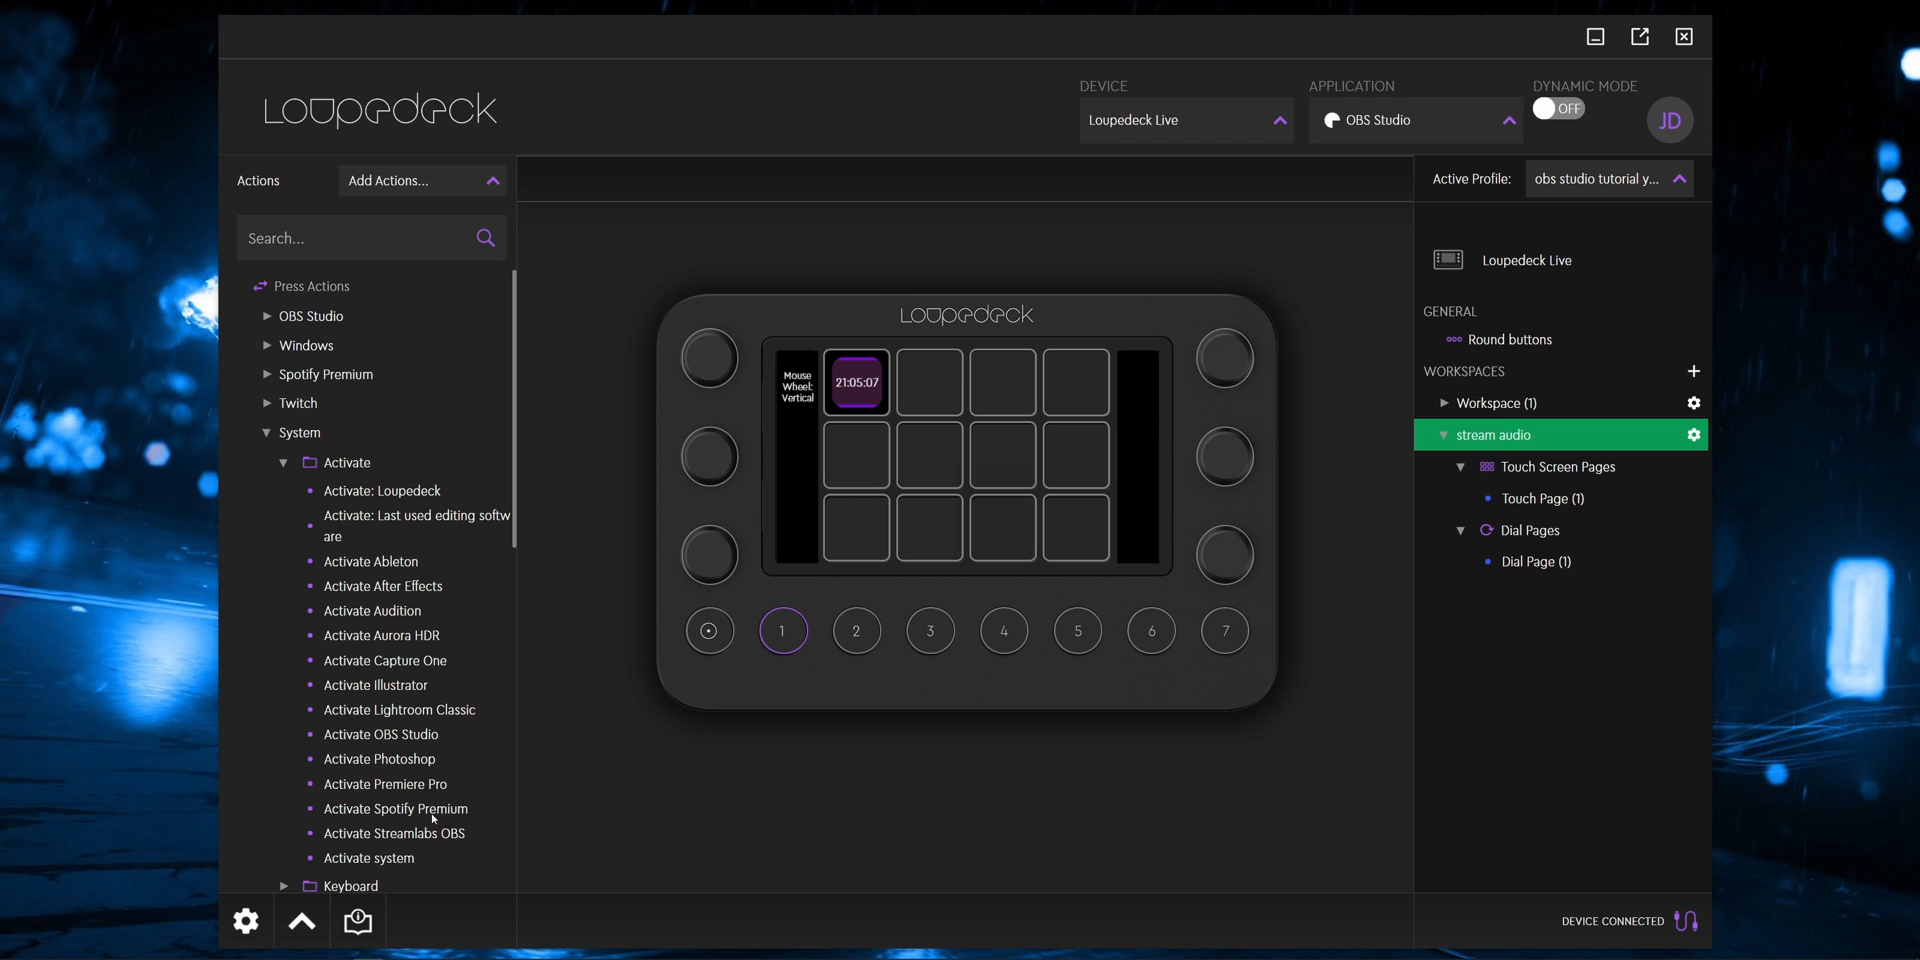 Loupedeck
DEVICE
Loupedeck Live
APPLICATION
OBS Studio
DYNAMIC MODE
OFF
JD
Actions
Add Actions...
Active Profile:
obs studio tutorial y...
Search...
Press Actions
OBS Studio
Windows
Spotify Premium
Twitch
System
Activate
Activate: Loupedeck
Activate: Last used editing softw
are
Activate Ableton
Activate After Effects
Activate Audition
Activate Aurora HDR
Activate Capture One
Activate Illustrator
Activate Lightroom Classic
Activate OBS Studio
Activate Photoshop
Activate Premiere Pro
Activate Spotify Premium
Activate Streamlabs OBS
Activate system
Keyboard
Loupedeck
Mouse
Wheel:
Vertical
21:05:07
1 2 3 4 5 6 7
Loupedeck Live
GENERAL
Round buttons
WORKSPACES
Workspace (1)
stream audio
Touch Screen Pages
Touch Page (1)
Dial Pages
Dial Page (1)
DEVICE CONNECTED